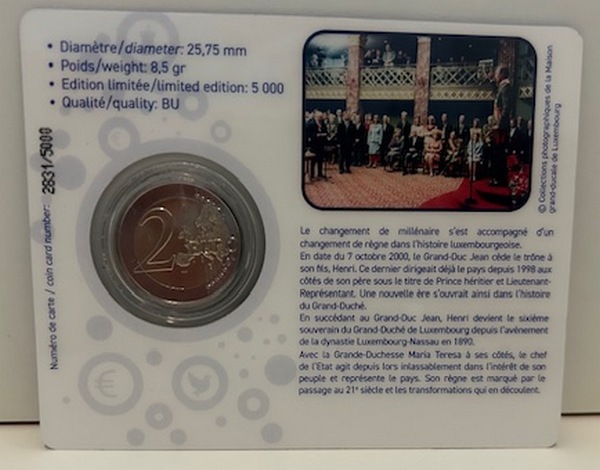 • Diamètre/diameter: 25,75 mm
• Poids/weight: 8,5 gr
• Edition limitée/limited edition: 5 000
• Qualité/quality: BU
Numéro de carte / coin card number: 2831/5000
2
© Collections photographiques de la Maison
grand-ducale de Luxembourg
Le changement de millénaire s'est accompagné d'un
changement de règne dans l'histoire luxembourgeoise.
En date du 7 octobre 2000, le Grand-Duc Jean cède le trône à
son fils, Henri. Ce dernier dirigeait déjà le pays depuis 1998 aux
côtés de son père sous le titre de Prince héritier et Lieutenant-
Représentant. Une nouvelle ère s'ouvrait ainsi dans l'histoire
du Grand-Duché.
En succédant au Grand-Duc Jean, Henri devient le sixième
souverain du Grand-Duché de Luxembourg depuis l'avènement
de la dynastie Luxembourg-Nassau en 1890.
Avec la Grande-Duchesse Maria Teresa à ses côtés, le chef
de l'Etat agit depuis lors inlassablement dans l'intérêt de son
peuple et représente le pays. Son règne est marqué par le
passage au 21e siècle et les transformations qui en découlent.
€